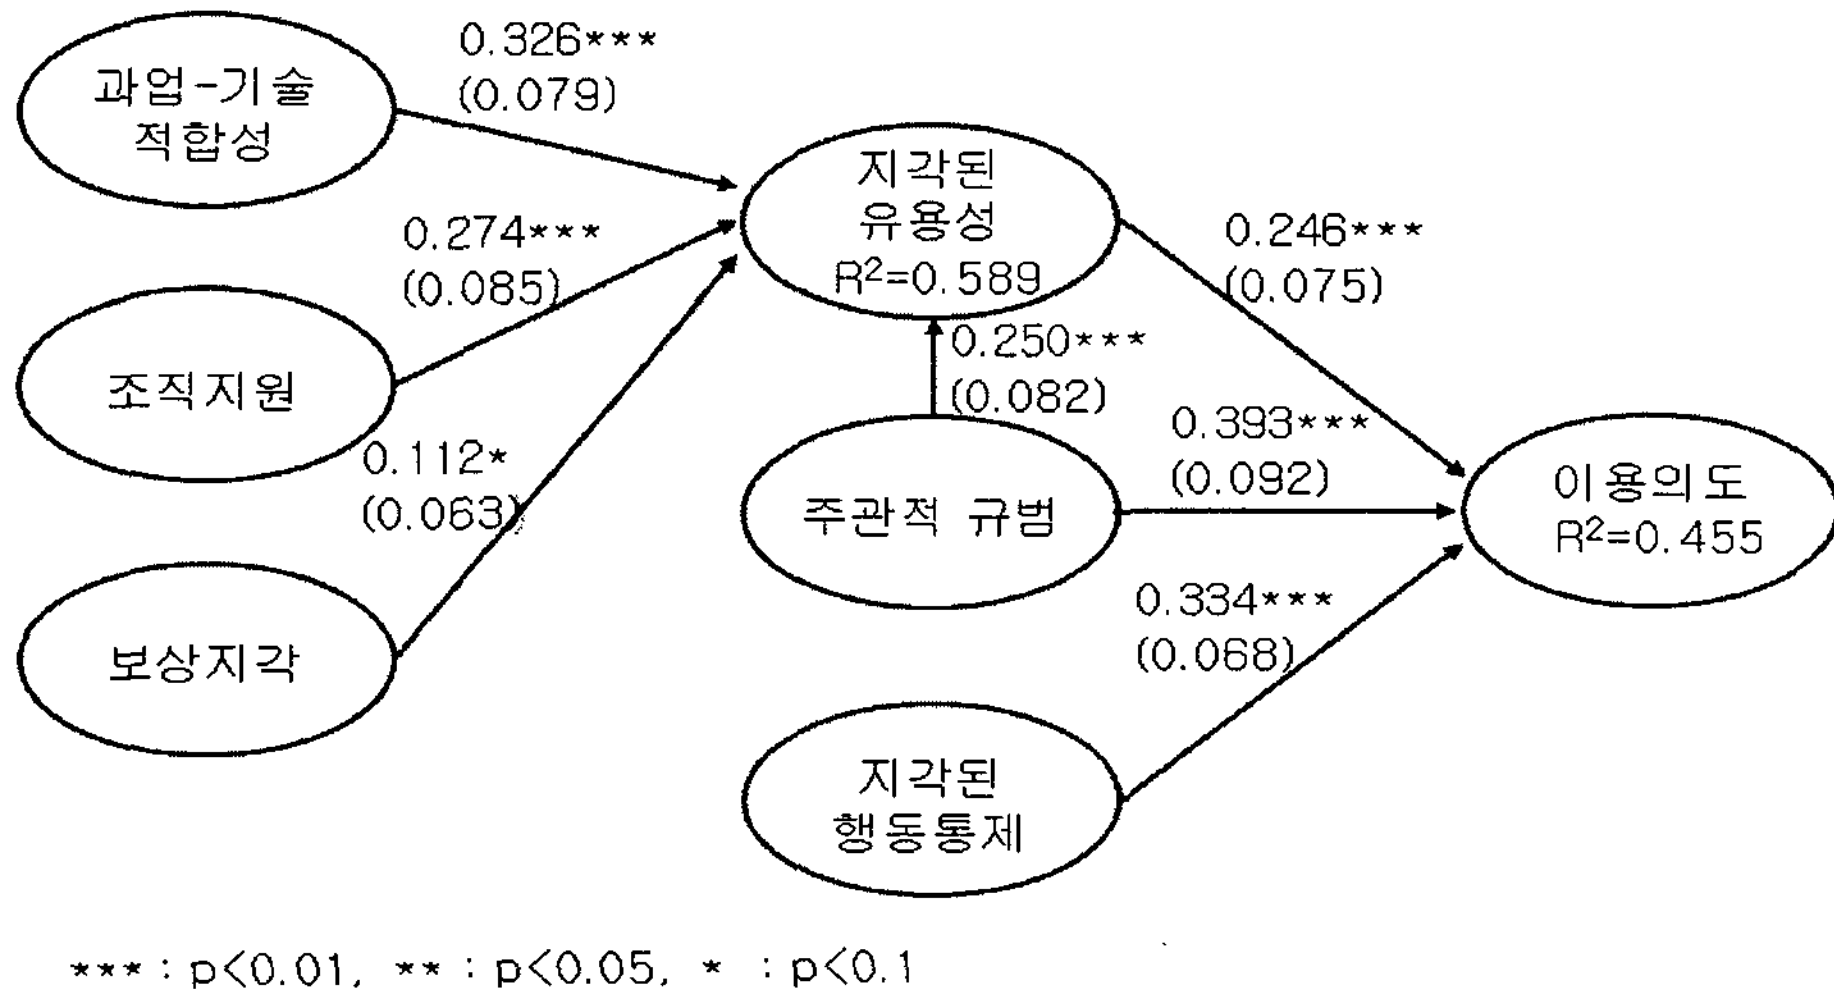 0.326***
(0.079)
과업-기술
적합성
지각된
유용성
R²=0.589
0.274***
(0.085)
0.246***
(0.075)
0.250***
(0.082)
조직지원
0.112*
(0.063)
0.393***
(0.092)
주관적 규범
이용의도
R²=0.455
0.334***
(0.068)
보상지각
지각된
행동통제
*** : p<0.01, ** : p<0.05, * : p<0.1